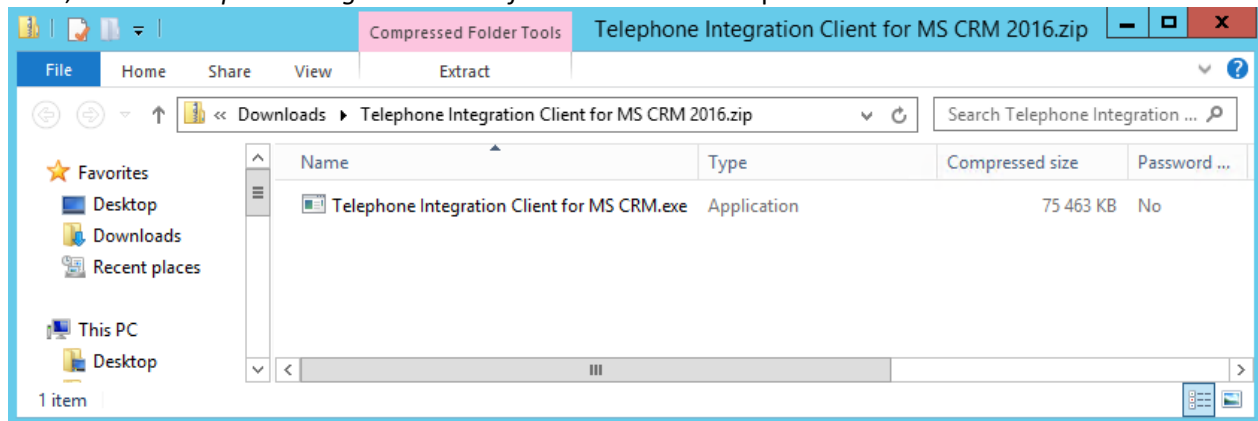 Compressed Folder Tools Telephone Integration Client for MS CRM 2016.zip
File Home Share View Extract
« Downloads Telephone Integration Client for MS CRM 2016.zip Search Telephone Integration ...
Favorites
Desktop
Downloads
Recent places
This PC
Desktop
Name Type Compressed size Password ...
Telephone Integration Client for MS CRM.exe Application 75 463 KB No
1 item